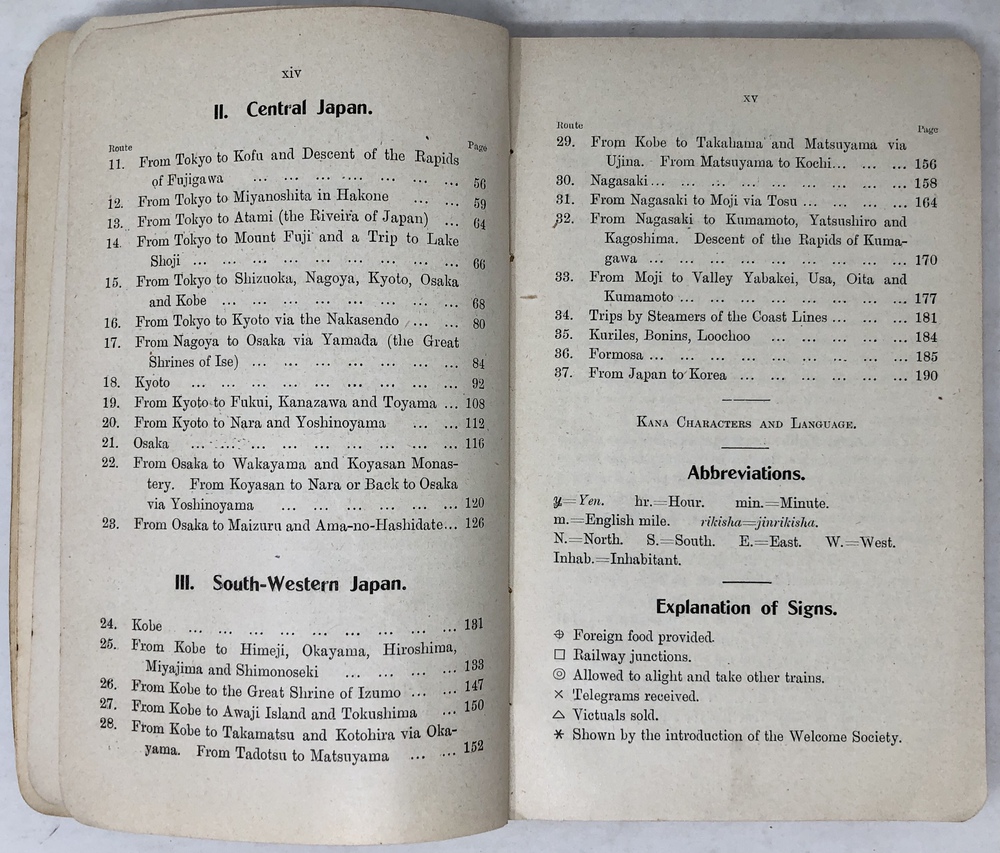 xiv
II. Central Japan.
Route Page
11. From Tokyo to Kofu and Descent of the Rapids
of Fujigawa ... ... ... ... ... ... ... 56
12. From Tokyo to Miyanoshita in Hakone ... ... 59
13. From Tokyo to Atami (the Riveira of Japan) ... 64
14. From Tokyo to Mount Fuji and a Trip to Lake
Shoji ... ... ... ... ... ... ... ... ... 66
15. From Tokyo to Shizuoka, Nagoya, Kyoto, Osaka
and Kobe ... ... ... ... ... ... ... ... 68
16. From Tokyo to Kyoto via the Nakasendo ... ... 80
17. From Nagoya to Osaka via Yamada (the Great
Shrines of Ise) ... ... ... ... ... ... ... 84
18. Kyoto ... ... ... ... ... ... ... ... ... 92
19. From Kyoto to Fukui, Kanazawa and Toyama ... 108
20. From Kyoto to Nara and Yoshinoyama ... ... 112
21. Osaka ... ... ... ... ... ... ... ... ... 116
22. From Osaka to Wakayama and Koyasan Monas-
tery. From Koyasan to Nara or Back to Osaka
via Yoshinoyama ... ... ... ... ... ... 120
23. From Osaka to Maizuru and Ama-no-Hashidate... 126
III. South-Western Japan.
24. Kobe ... ... ... ... ... ... ... ... ... 131
25. From Kobe to Himeji, Okayama, Hiroshima,
Miyajima and Shimonoseki ... ... ... ... 133
26. From Kobe to the Great Shrine of Izumo ... ... 147
27. From Kobe to Awaji Island and Tokushima ... 150
28. From Kobe to Takamatsu and Kotohira via Oka-
yama. From Tadotsu to Matsuyama ... ... 152
xv
Route Page
29. From Kobe to Takahama and Matsuyama via
Ujina. From Matsuyama to Kochi... ... ... 156
30. Nagasaki... ... ... ... ... ... ... ... ... 158
31. From Nagasaki to Moji via Tosu ... ... ... ... 164
32. From Nagasaki to Kumamoto, Yatsushiro and
Kagoshima. Descent of the Rapids of Kuma-
gawa ... ... ... ... ... ... ... ... ... 170
33. From Moji to Valley Yabakei, Usa, Oita and
Kumamoto ... ... ... ... ... ... ... ... 177
34. Trips by Steamers of the Coast Lines ... ... ... 181
35. Kuriles, Bonins, Loochoo ... ... ... ... ... 184
36. Formosa ... ... ... ... ... ... ... ... ... 185
37. From Japan to Korea ... ... ... ... ... ... 190
Kana Characters and Language.
Abbreviations.
y=Yen. hr.=Hour. min.=Minute.
m.=English mile. rikisha=jinrikisha.
N.=North. S.=South. E.=East. W.=West.
Inhab.=Inhabitant.
Explanation of Signs.
⊕ Foreign food provided.
□ Railway junctions.
◎ Allowed to alight and take other trains.
× Telegrams received.
△ Victuals sold.
* Shown by the introduction of the Welcome Society.